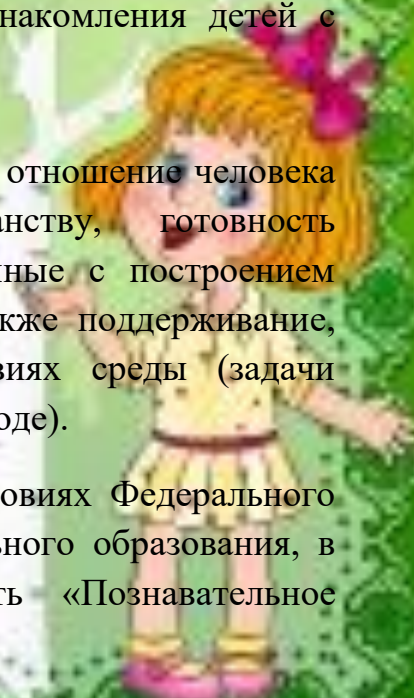 накомления детей с
отношение человека
нству, готовность
ные с построением
кже поддерживание,
виях среды (задачи
оде).
овиях Федерального
ного образования, в
ть «Познавательное